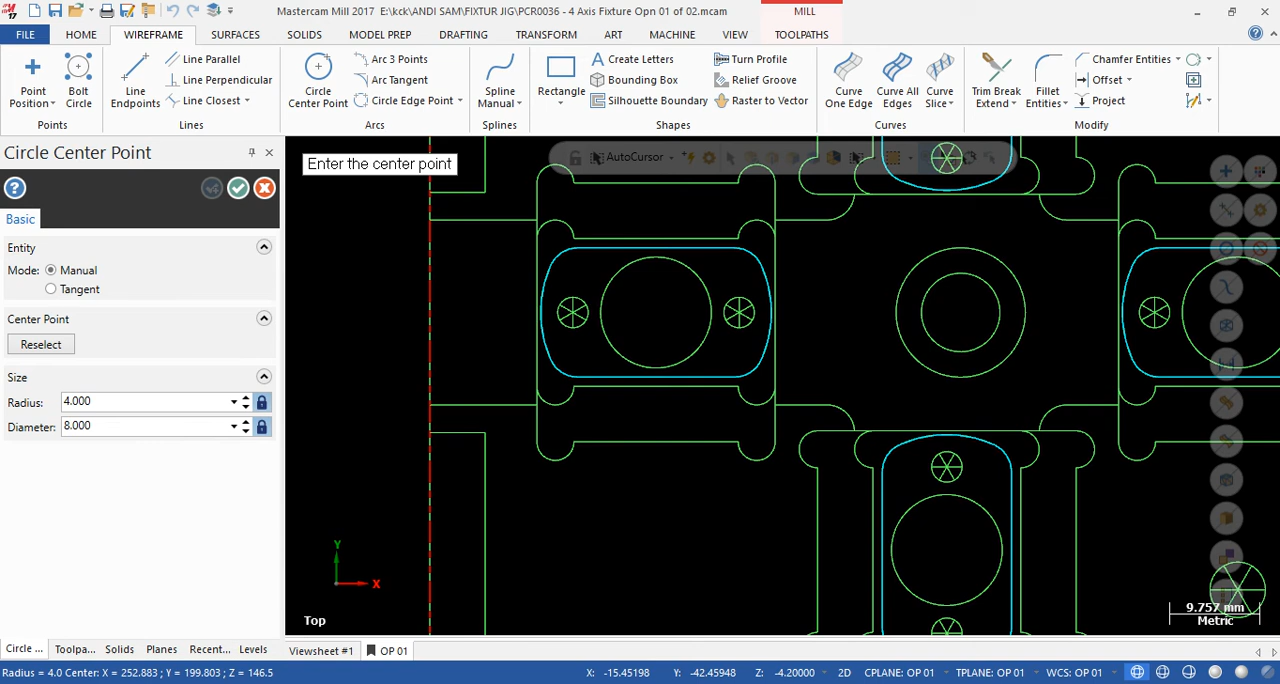 Mastercam Mill 2017  E:\kck\ANDI SAM\FIXTUR JIG\PCR0036 - 4 Axis Fixture Opn 01 of 02.mcam
MILL
FILE HOME WIREFRAME SURFACES SOLIDS MODEL PREP DRAFTING TRANSFORM ART MACHINE VIEW TOOLPATHS
Line Parallel Arc 3 Points Create Letters Turn Profile Chamfer Entities
Line Perpendicular Arc Tangent Bounding Box Relief Groove Offset
Point Position Bolt Circle Line Endpoints Line Closest Circle Center Point Circle Edge Point Spline Manual Rectangle Silhouette Boundary Raster to Vector Curve One Edge Curve All Edges Curve Slice Trim Break Extend Fillet Entities Project
Points Lines Arcs Splines Shapes Curves Modify
Circle Center Point
Enter the center point
AutoCursor
Basic
Entity
Mode: Manual
Tangent
Center Point
Reselect
Size
Radius: 4.000
Diameter: 8.000
Y
X
Top
9.757 mm
Metric
Circle ... Toolpa... Solids Planes Recent... Levels Viewsheet #1 OP 01
Radius = 4.0 Center: X = 252.883; Y = 199.803; Z = 146.5 X: -15.45198 Y: -42.45948 Z: -4.20000 2D CPLANE: OP 01 TPLANE: OP 01 WCS: OP 01